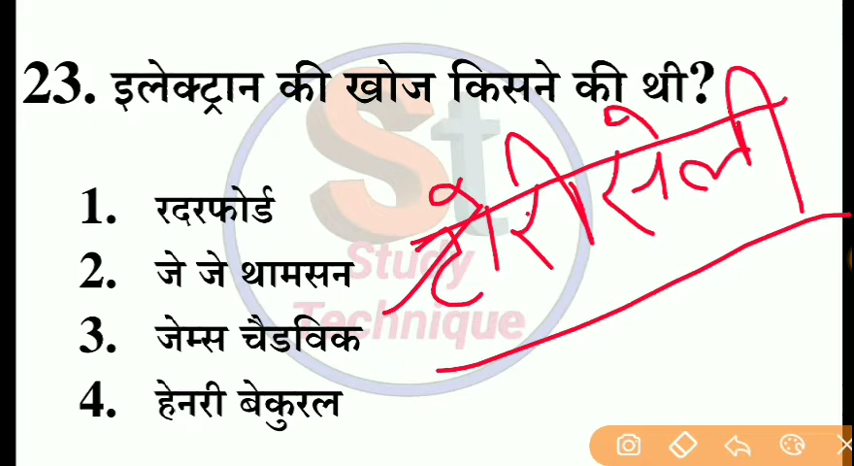 23. इलेक्ट्रान की खोज किसने की थी?
1. रदरफोर्ड
2. जे जे थामसन
3. जेम्स चैडविक
4. हेनरी बेकुरल
St
Study
Technique